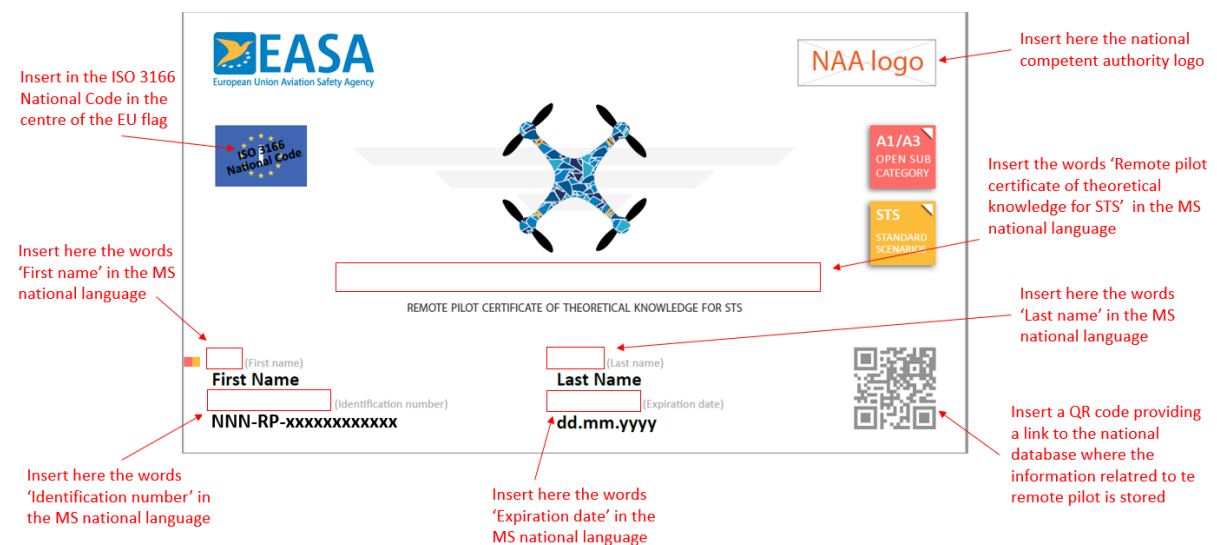 EASA
European Union Aviation Safety Agency
NAA logo
Insert here the national
competent authority logo
Insert in the ISO 3166
National Code in the
centre of the EU flag
ISO 3166
National Code
A1/A3
OPEN SUB
CATEGORY
Insert the words ‘Remote pilot
certificate of theoretical
knowledge for STS’ in the MS
national language
STS
STANDARD
SCENARIOS
Insert here the words
‘First name’ in the MS
national language
REMOTE PILOT CERTIFICATE OF THEORETICAL KNOWLEDGE FOR STS
Insert here the words
‘Last name’ in the MS
national language
(First name)
First Name
(Last name)
Last Name
(Identification number)
NNN-RP-xxxxxxxxxxxx
(Expiration date)
dd.mm.yyyy
Insert a QR code providing
a link to the national
database where the
information relatred to te
remote pilot is stored
Insert here the words
‘Identification number’ in
the MS national language
Insert here the words
‘Expiration date’ in the
MS national language